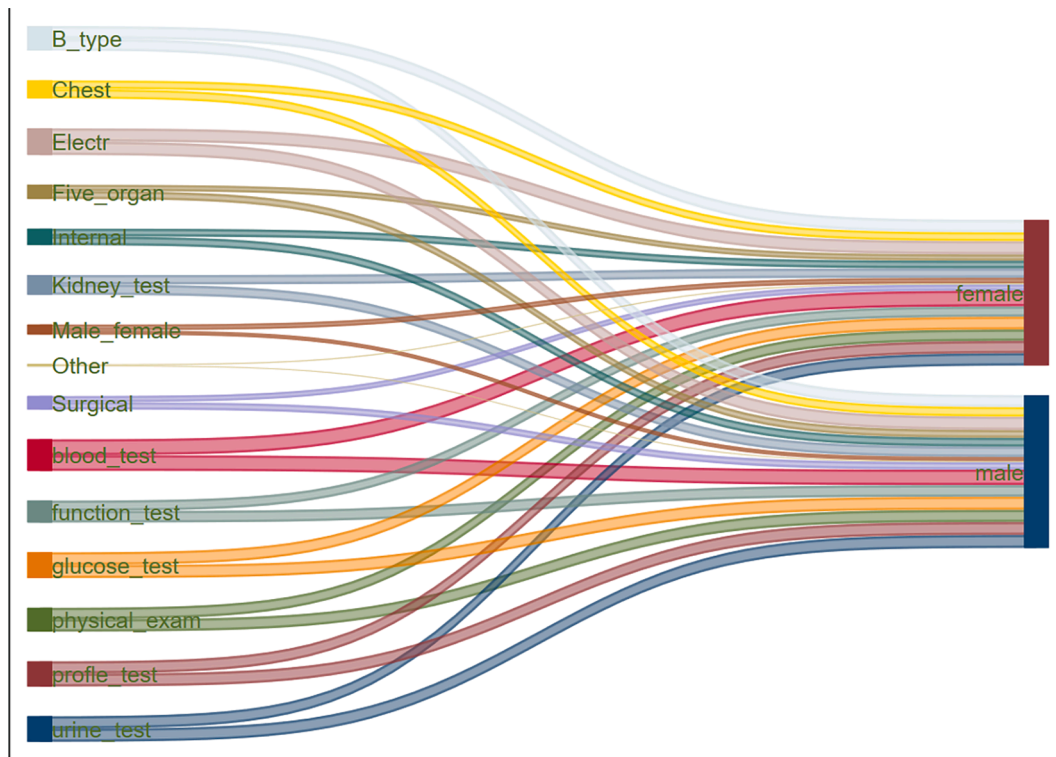 B_type
Chest
Electr
Five_organ
Internal
Kidney_test
Male_female
Other
Surgical
blood_test
function_test
glucose_test
physical_exam
profle_test
urine_test
female
male